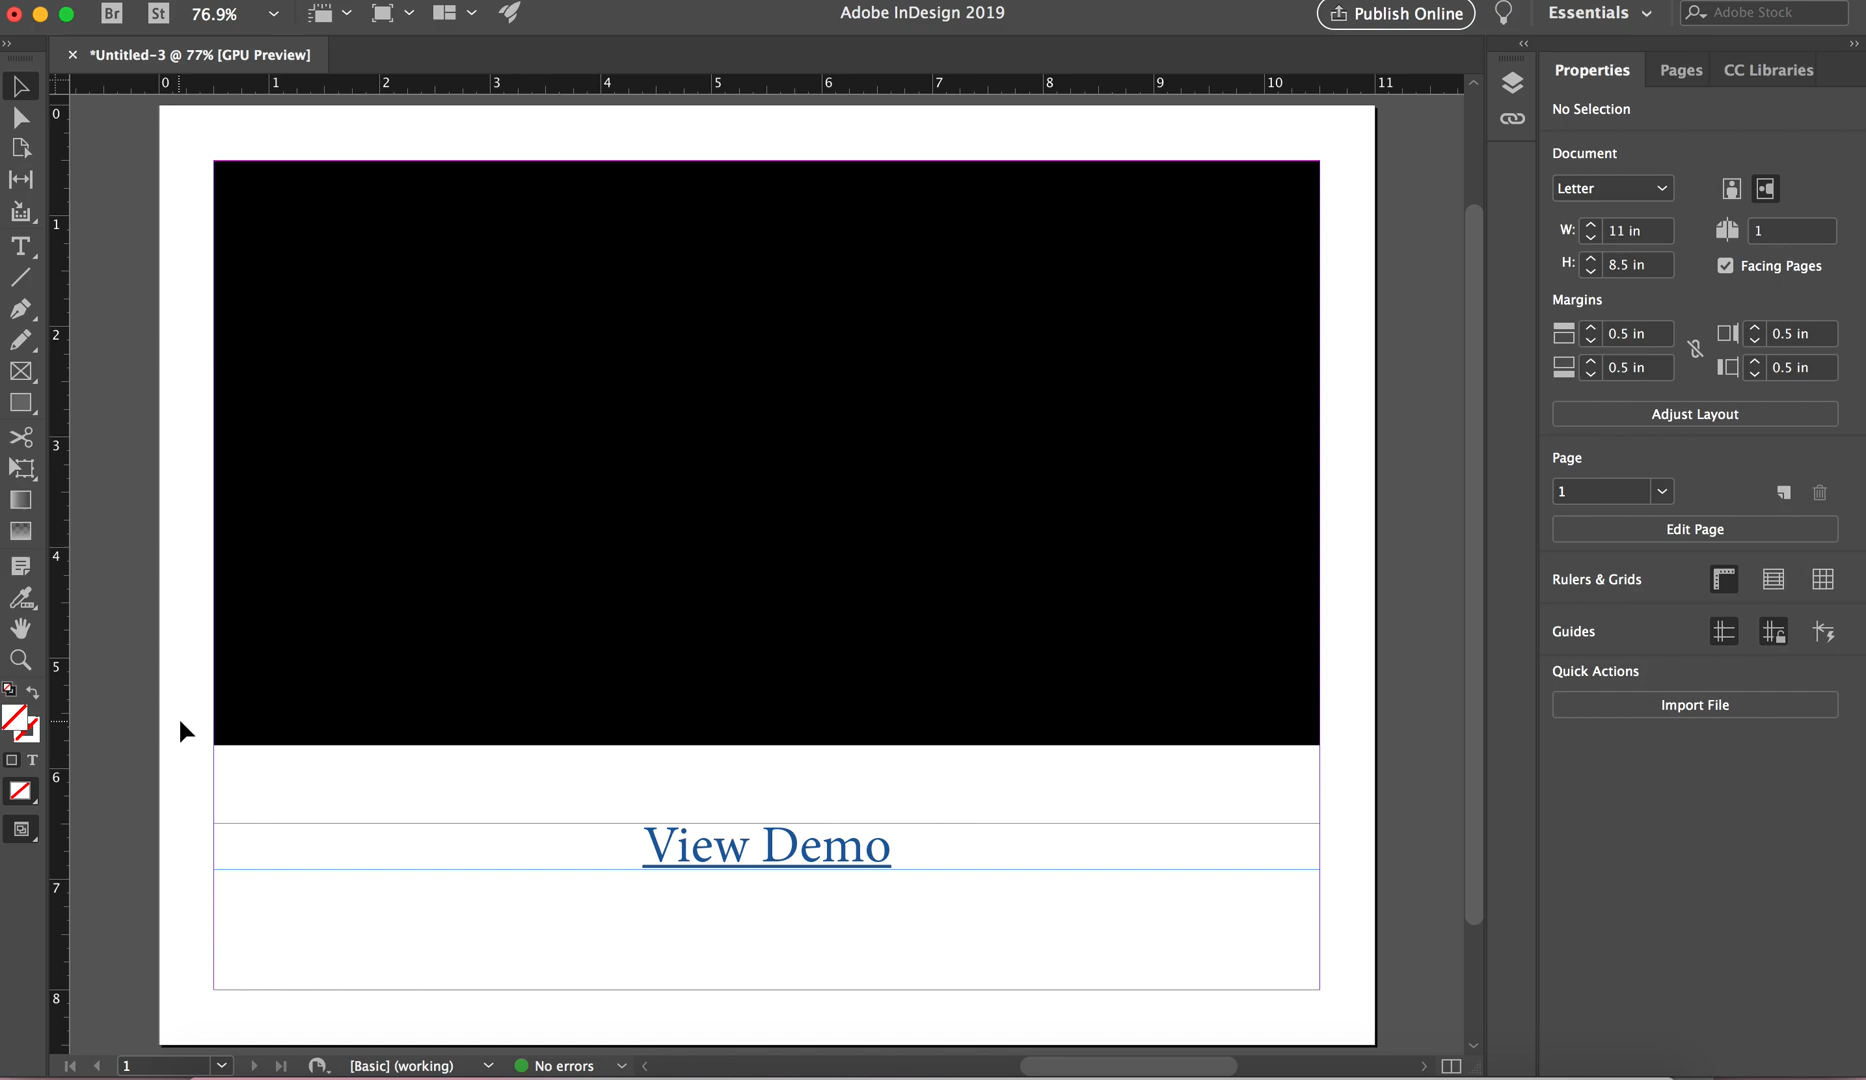 Br St 76.9% Adobe InDesign 2019 Publish Online Essentials Adobe Stock
*Untitled-3 @ 77% [GPU Preview]
0 1 2 3 4 5 6 7 8 9 10 11
0
1
2
3
4
5
6
7
8
T
T
View Demo
1 [Basic] (working) No errors
Properties Pages CC Libraries
No Selection
Document
Letter
W: 11 in 1
H: 8.5 in Facing Pages
Margins
0.5 in 0.5 in
0.5 in 0.5 in
Adjust Layout
Page
1
Edit Page
Rulers & Grids
Guides
Quick Actions
Import File